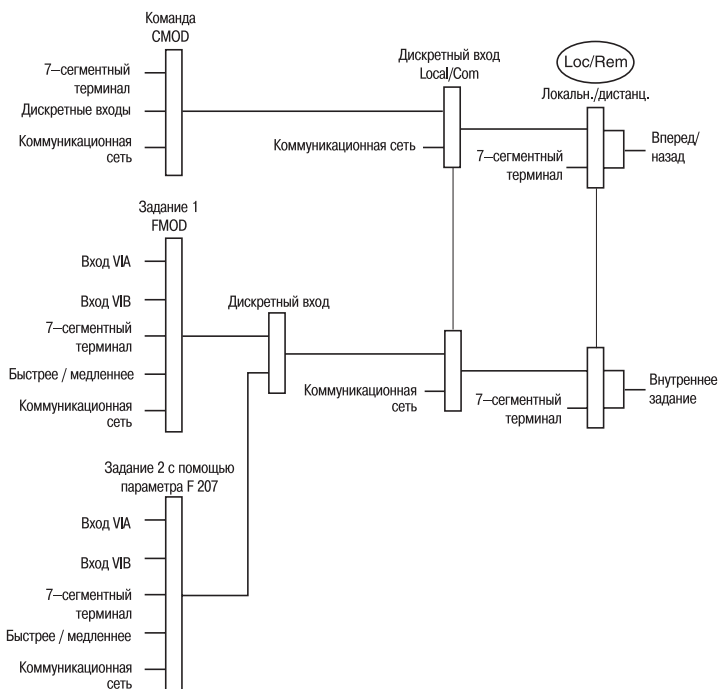 Команда
CMOD
7–сегментный
терминал
Дискретные входы
Коммуникационная
сеть
Дискретный вход
Local/Com
Коммуникационная сеть
Loc/Rem
Локальн./дистанц.
7–сегментный
терминал
Вперед/
назад
Задание 1
FMOD
Вход VIA
Вход VIB
7–сегментный
терминал
Быстрее / медленнее
Коммуникационная
сеть
Дискретный вход
Коммуникационная
сеть
7–сегментный
терминал
Внутреннее
задание
Задание 2 с помощью
параметра F 207
Вход VIA
Вход VIB
7–сегментный
терминал
Быстрее / медленнее
Коммуникационная
сеть